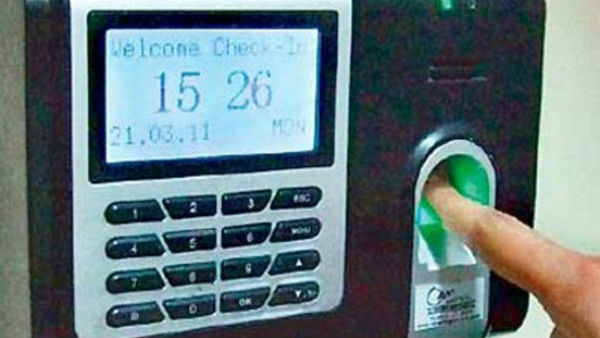 Welcome Check-In
15 26
21.03.11 MON
1 2 3 ESC
4 5 6 MENU
7 8 9 ▲
0 OK ▼